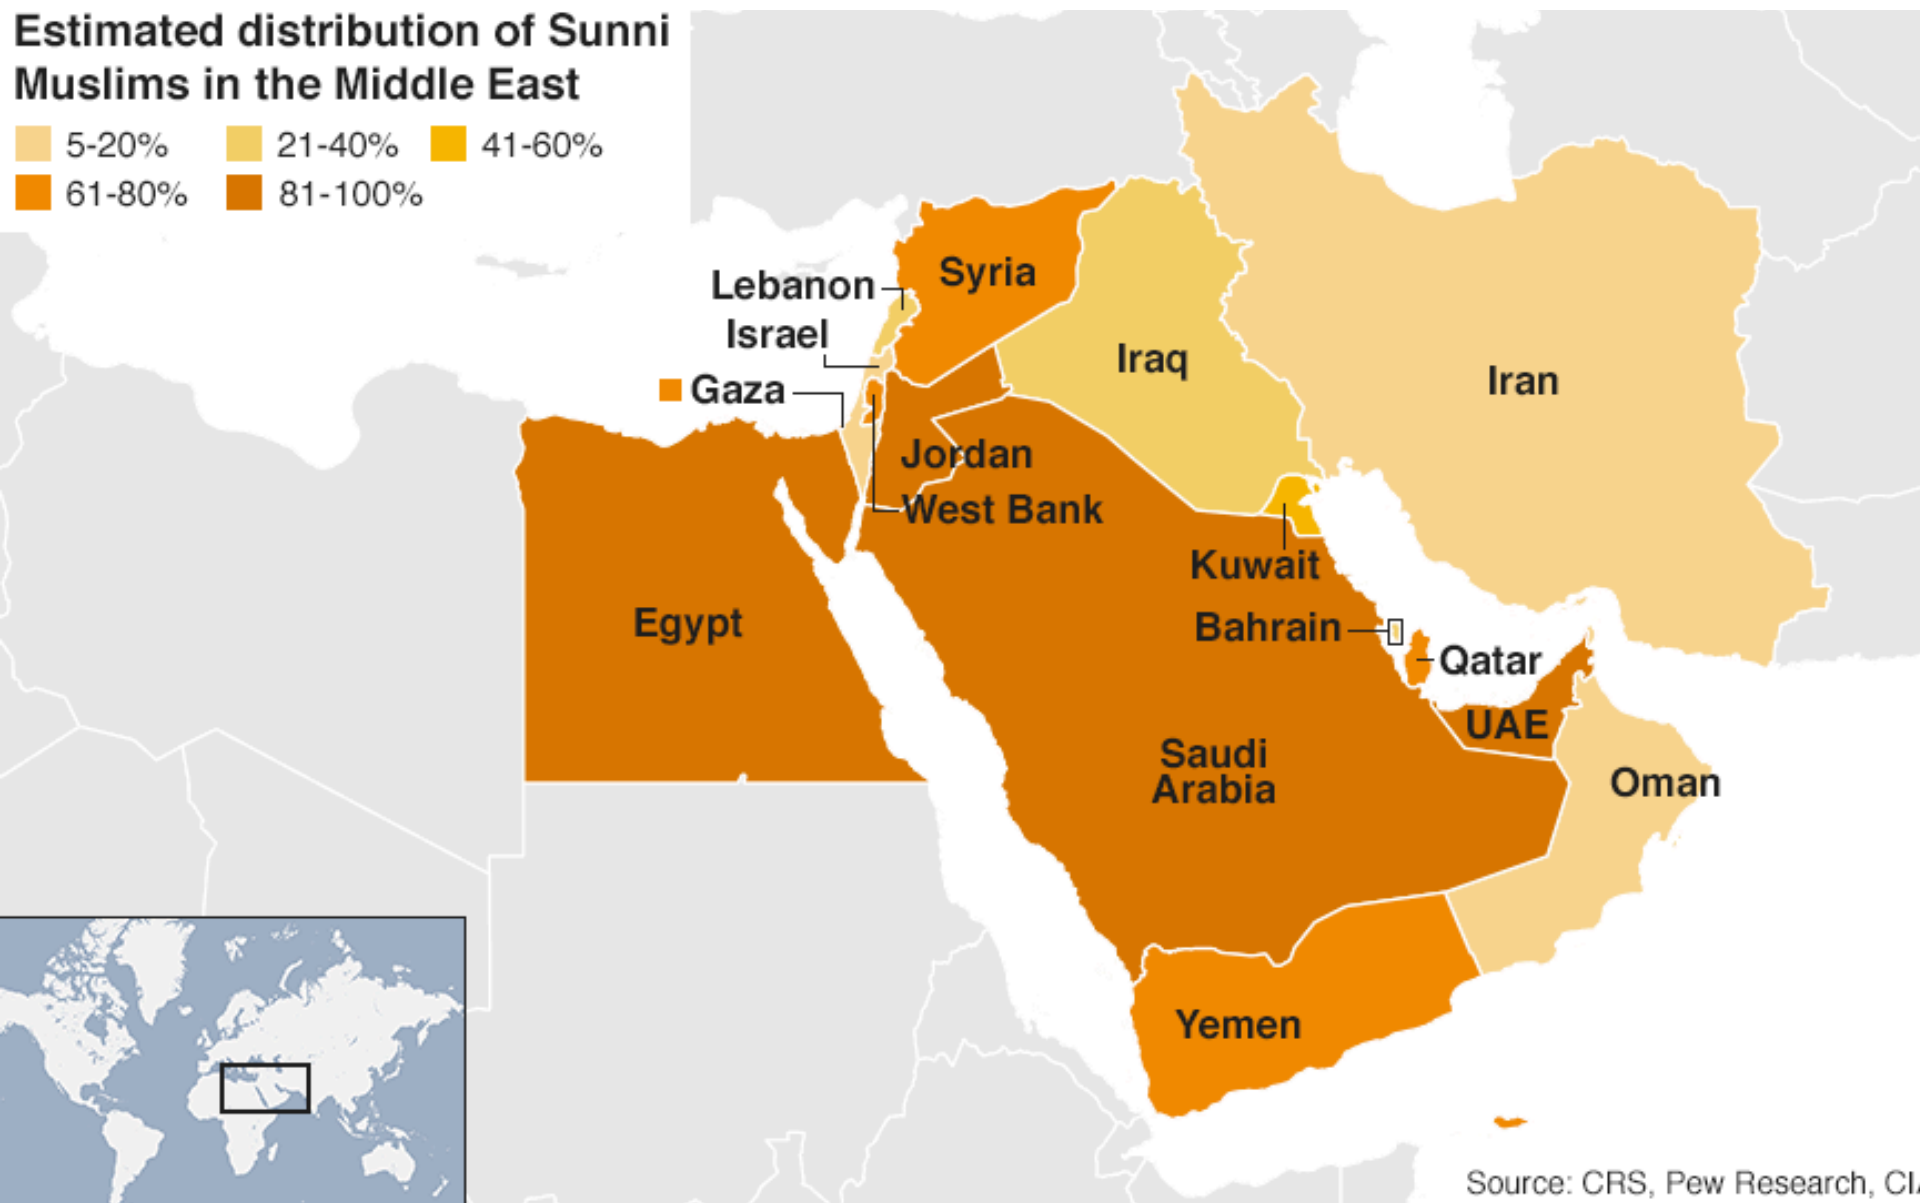 Estimated distribution of Sunni
Muslims in the Middle East
5-20%
21-40%
41-60%
61-80%
81-100%
Syria
Lebanon
Israel
Iraq
Iran
Gaza
Jordan
West Bank
Kuwait
Egypt
Bahrain
Qatar
UAE
Saudi
Arabia
Oman
Yemen
Source: CRS, Pew Research, CI